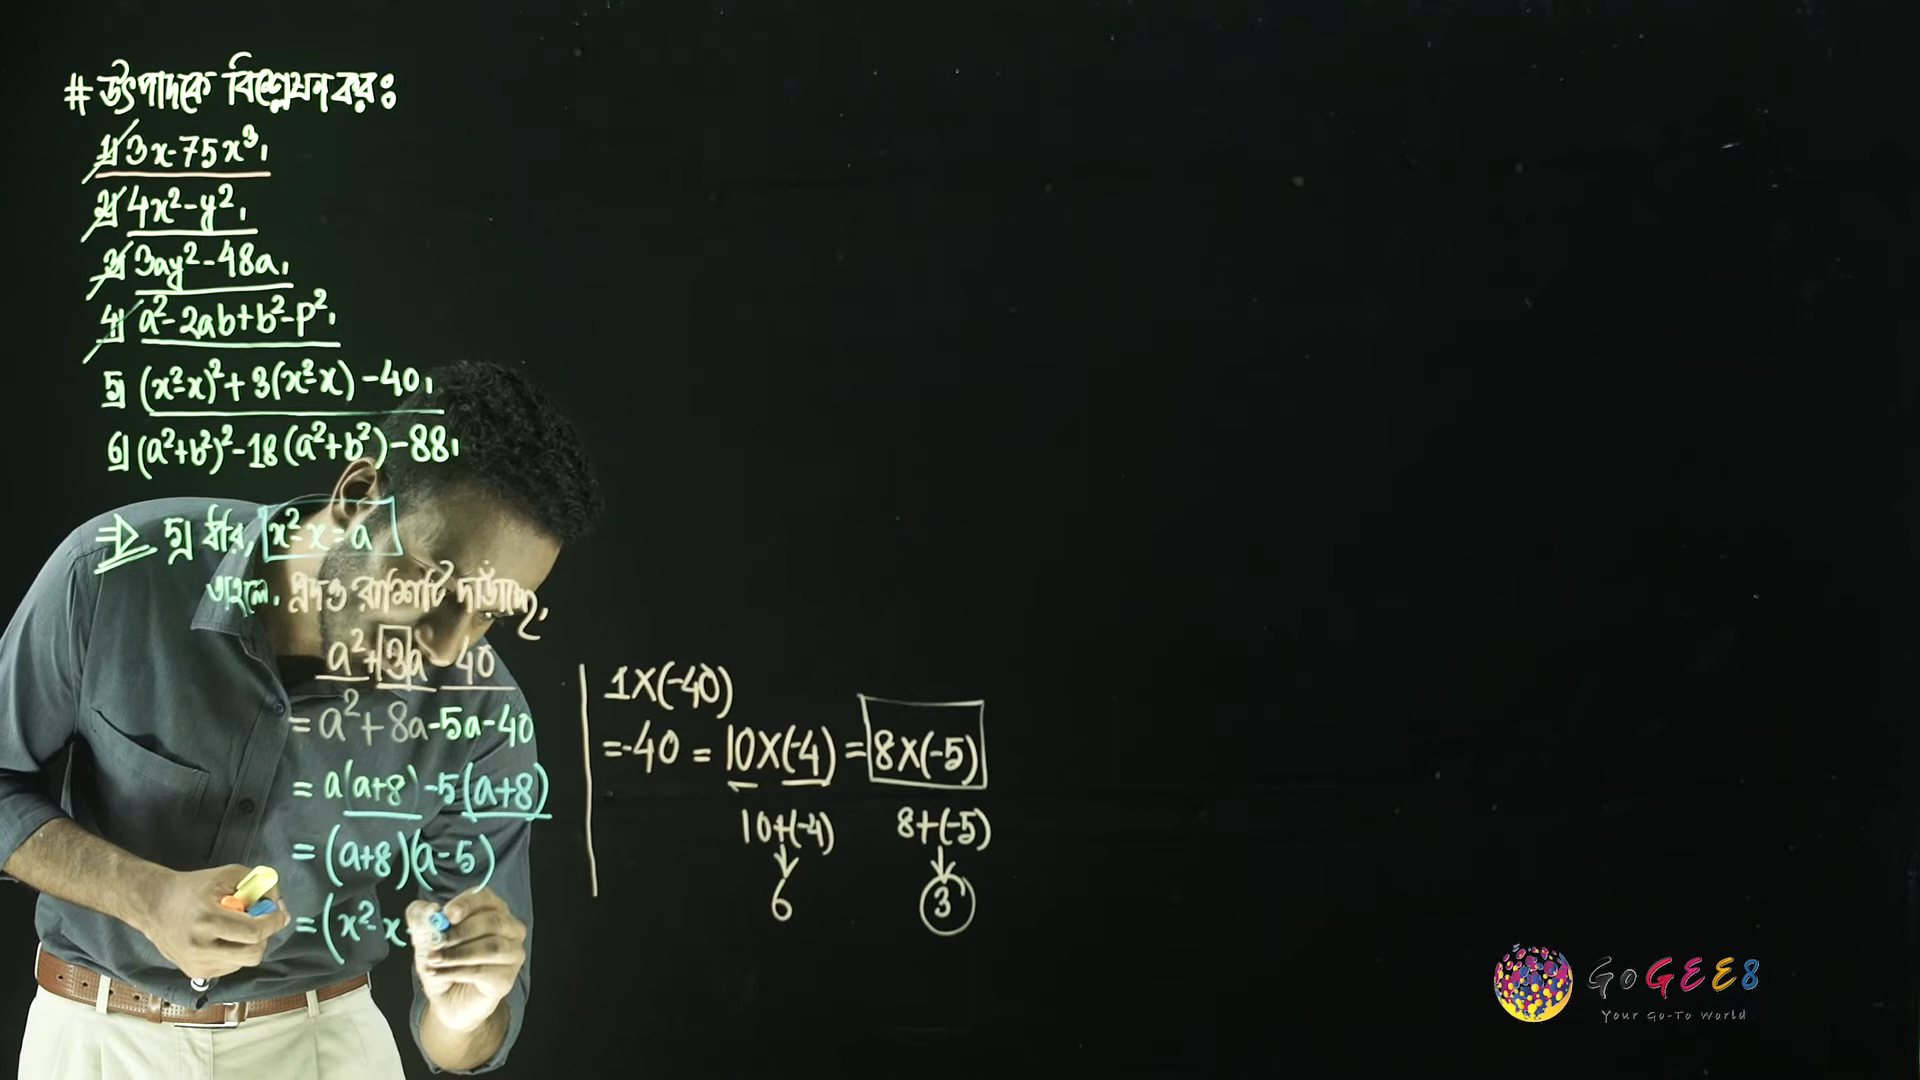 # উৎপাদকে বিশ্লেষন কর:
1) 3x-75x³।
2) 4x²-y²।
3) 3ay²-48a।
4) a²-2ab+b²-p²।
5) (x²-x)²+3(x²-x)-40।
6) (a²+b²)²-18(a²+b²)-88।
⇒ 5) ধরি, x²-x=a
তাহলে, প্রদত্ত রাশিটি দাঁড়াচ্ছে,
a²+3a-40
=a²+8a-5a-40
=a(a+8)-5(a+8)
=(a+8)(a-5)
=(x²-x
1×(-40)
=-40=10×(-4)=8×(-5)
10+(-4) 8+(-5)
6 3
GoGEE8
Your Go-To World